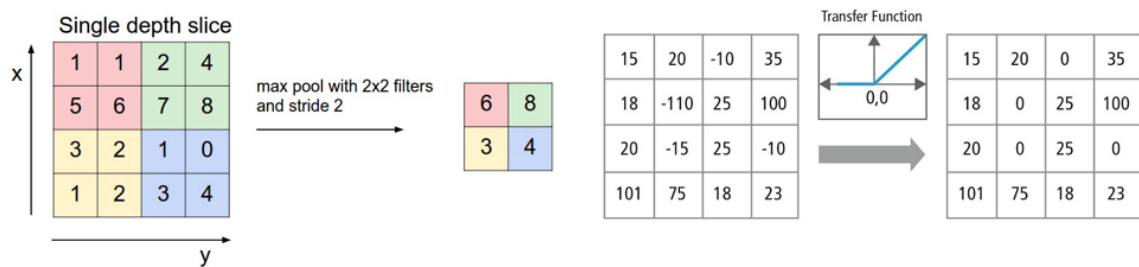 Single depth slice
x
1 1 2 4
5 6 7 8
3 2 1 0
1 2 3 4
y
max pool with 2x2 filters
and stride 2
6 8
3 4
15 20 -10 35
18 -110 25 100
20 -15 25 -10
101 75 18 23
Transfer Function
0,0
15 20 0 35
18 0 25 100
20 0 25 0
101 75 18 23